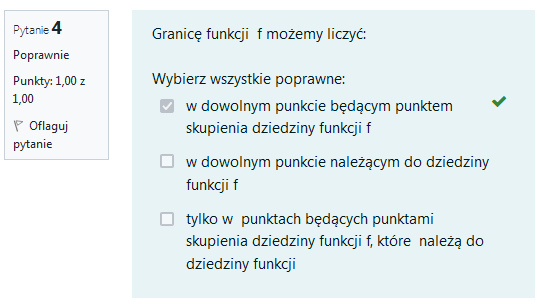 Pytanie 4
Poprawnie
Punkty: 1,00 z
1,00
Oflaguj
pytanie
Granicę funkcji f możemy liczyć:
Wybierz wszystkie poprawne:
w dowolnym punkcie będącym punktem
skupienia dziedziny funkcji f
w dowolnym punkcie należącym do dziedziny
funkcji f
tylko w punktach będących punktami
skupienia dziedziny funkcji f, które należą do
dziedziny funkcji